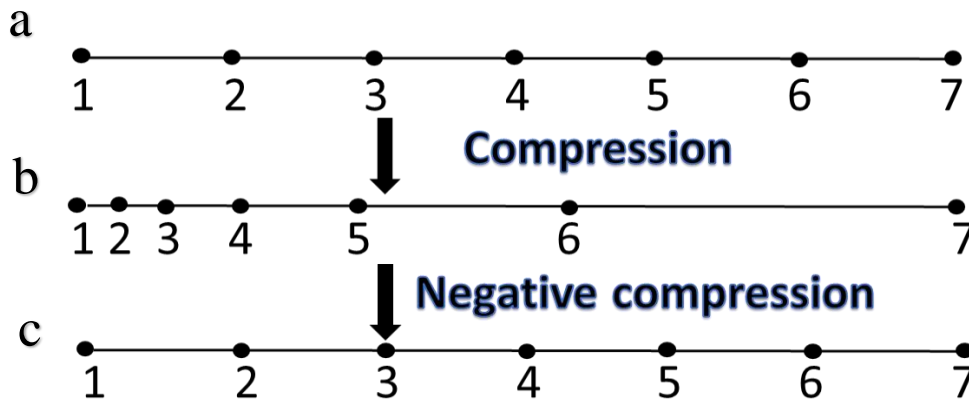 a
1 2 3 4 5 6 7
Compression
b
1 2 3 4 5 6 7
Negative compression
c
1 2 3 4 5 6 7